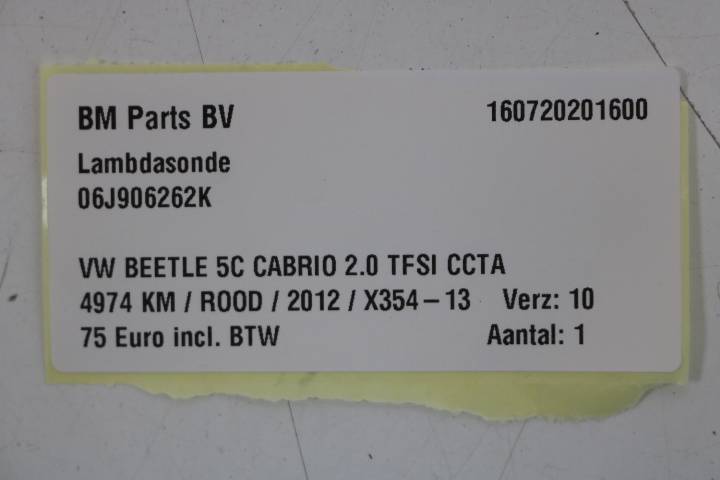 BM Parts BV 160720201600
Lambdasonde
06J906262K
VW BEETLE 5C CABRIO 2.0 TFSI CCTA
4974 KM / ROOD / 2012 / X354-13 Verz: 10
75 Euro incl. BTW Aantal: 1